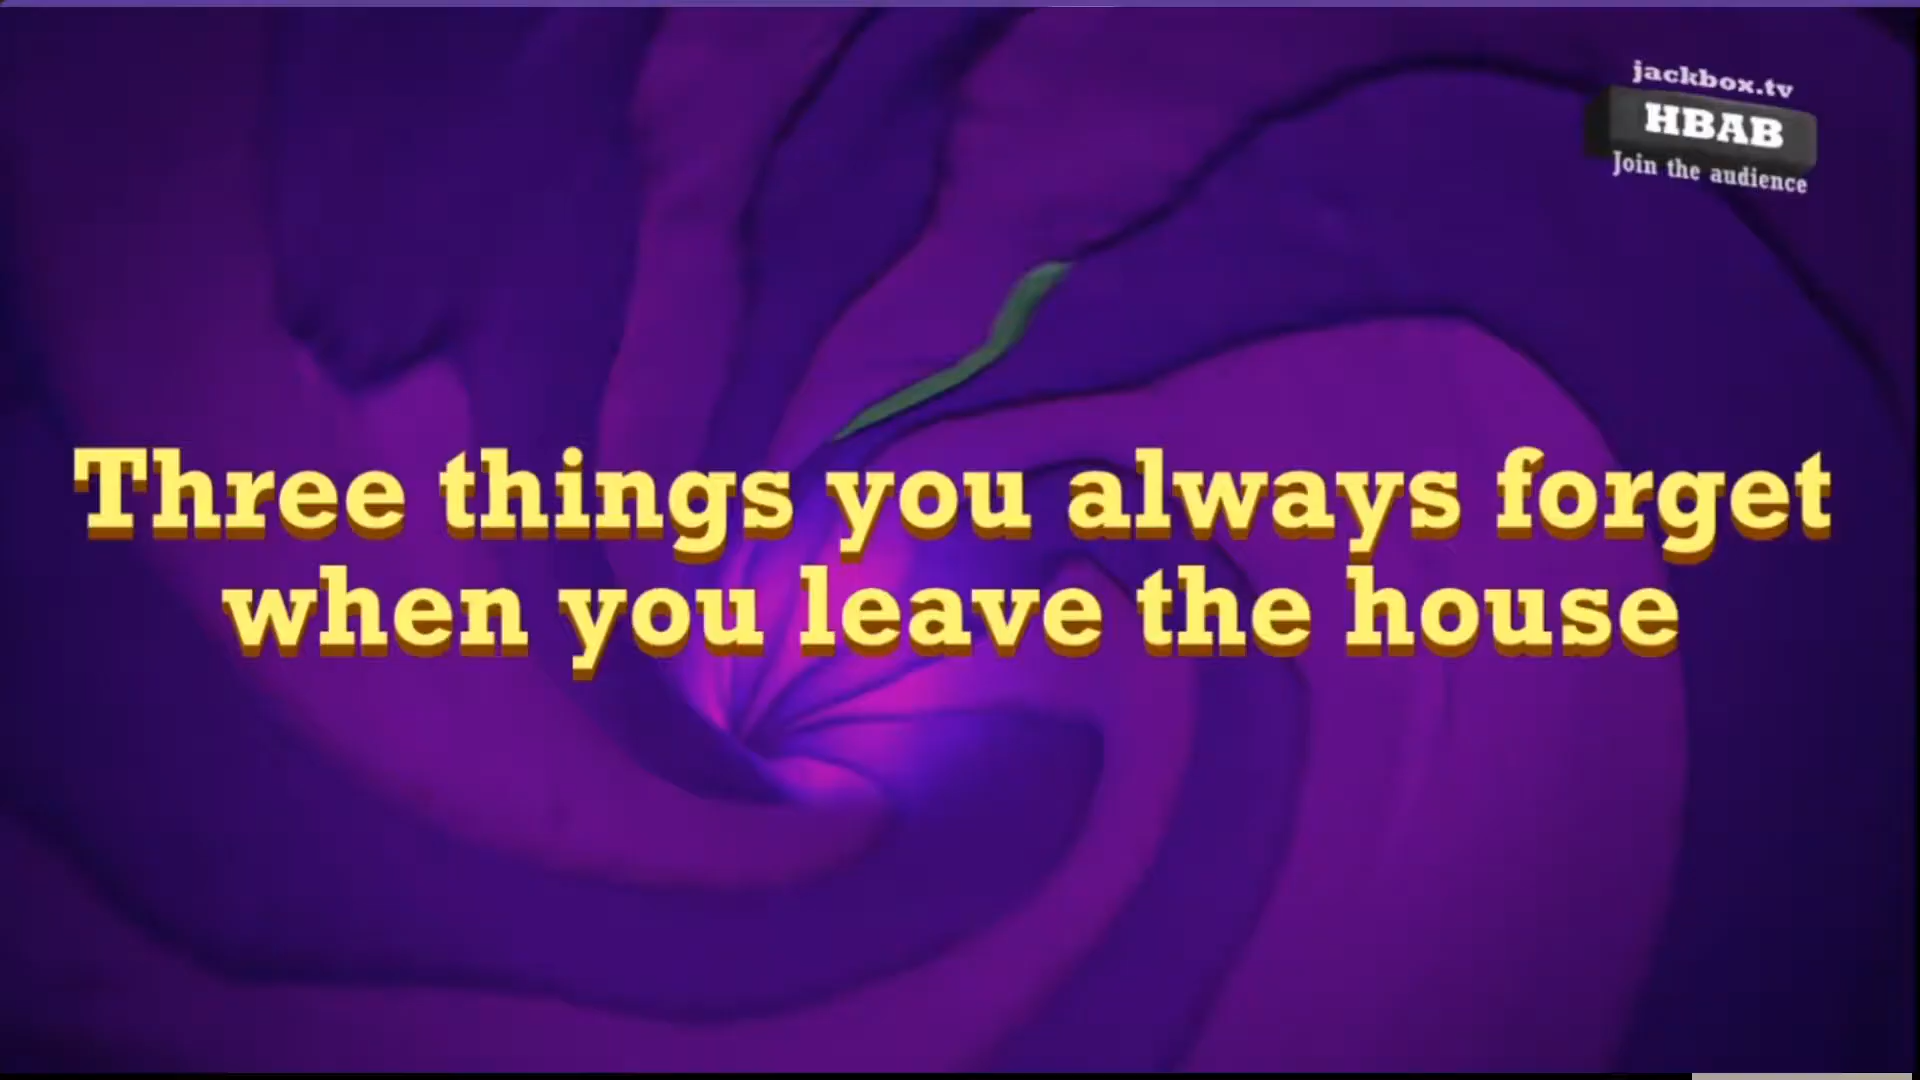 jackbox.tv
HBAB
Join the audience
Three things you always forget
when you leave the house